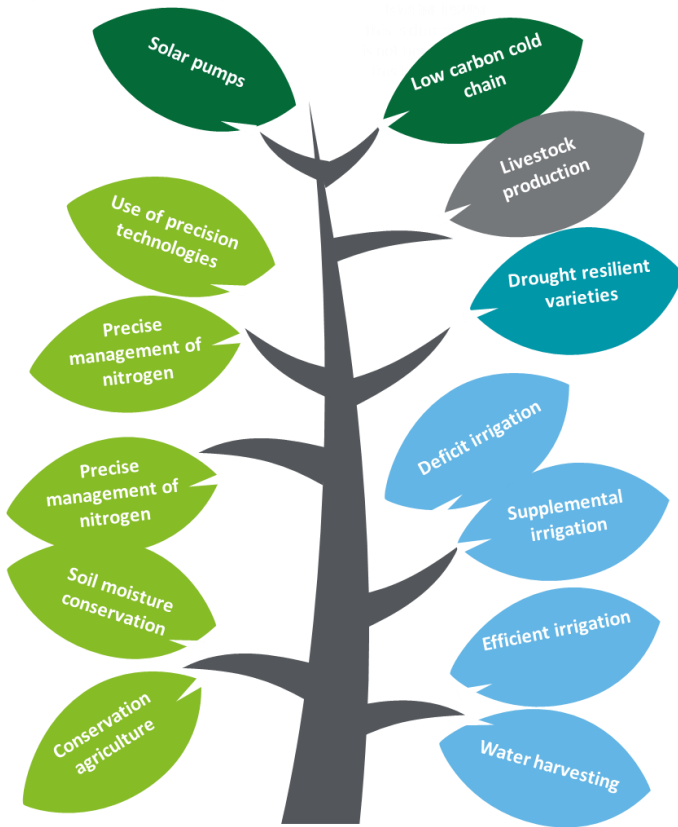 Solar pumps
Low carbon cold
chain
Livestock
production
Use of precision
technologies
Drought resilient
varieties
Precise
management of
nitrogen
Deficit irrigation
Precise
management of
nitrogen
Supplemental
irrigation
Soil moisture
conservation
Efficient irrigation
Conservation
agriculture
Water harvesting